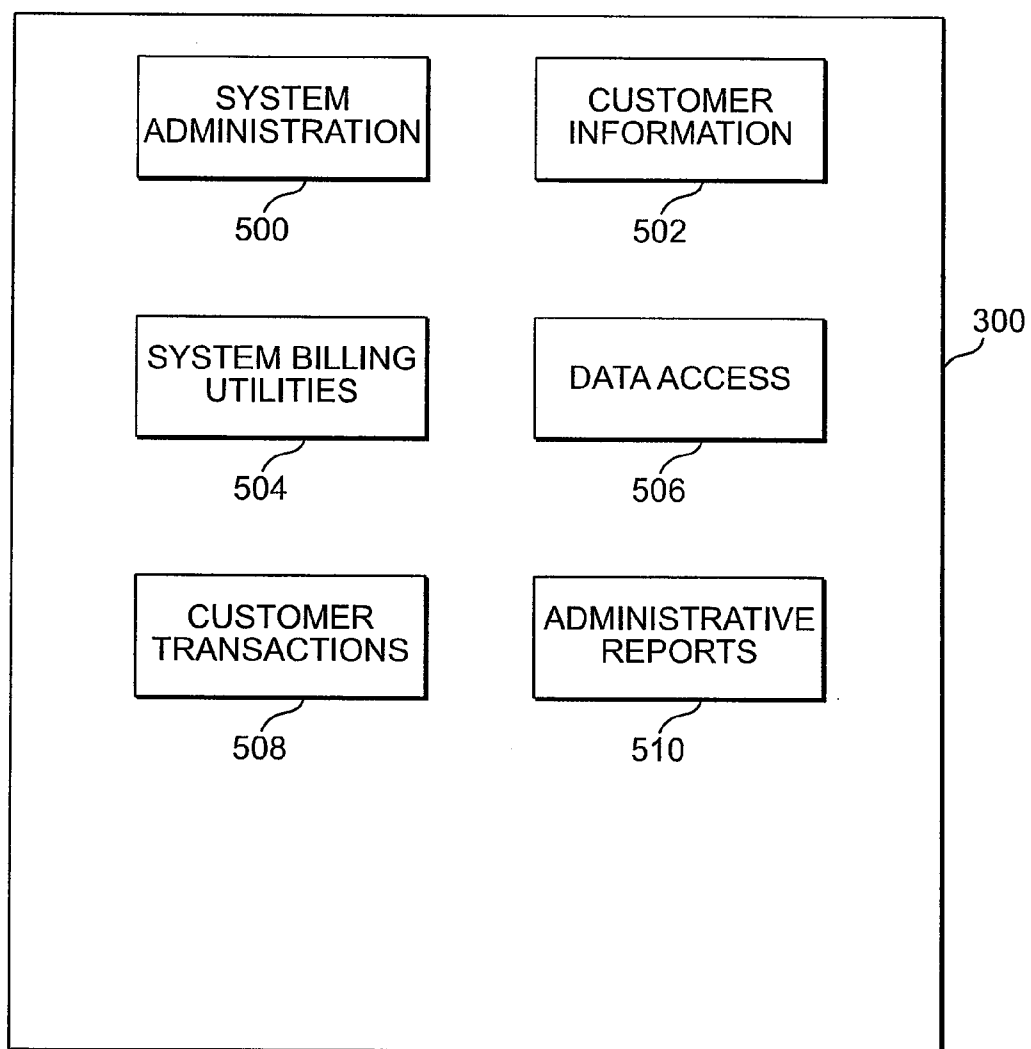 SYSTEM
ADMINISTRATION
500
CUSTOMER
INFORMATION
502
300
SYSTEM BILLING
UTILITIES
504
DATA ACCESS
506
CUSTOMER
TRANSACTIONS
508
ADMINISTRATIVE
REPORTS
510